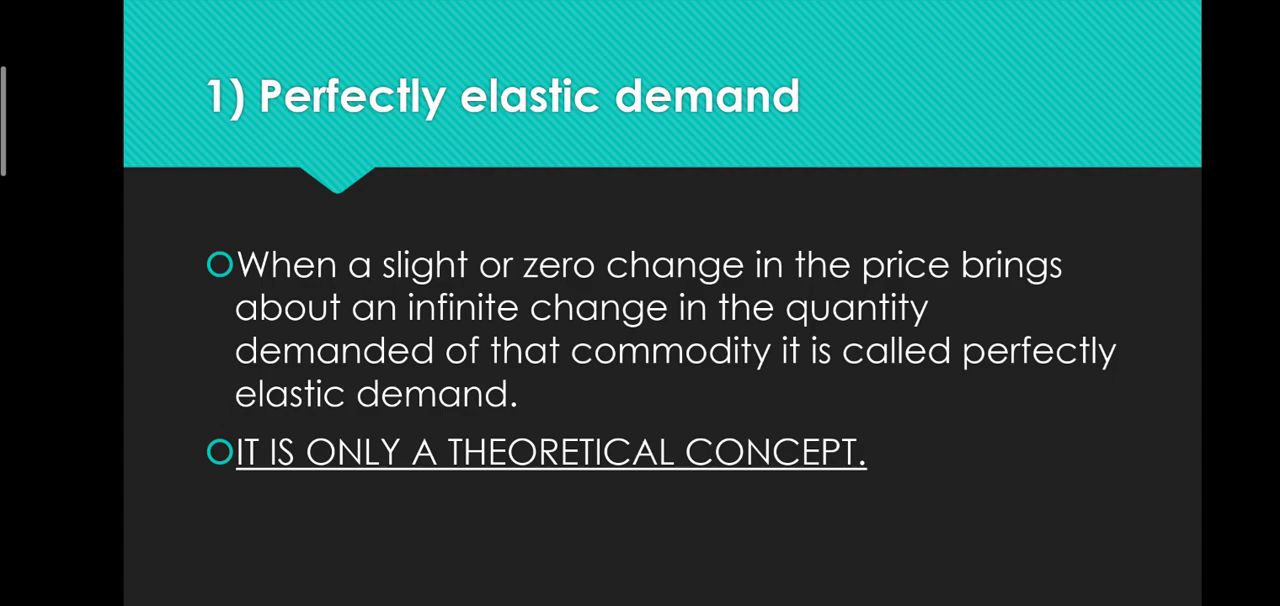 1) Perfectly elastic demand
When a slight or zero change in the price brings
about an infinite change in the quantity
demanded of that commodity it is called perfectly
elastic demand.
IT IS ONLY A THEORETICAL CONCEPT.